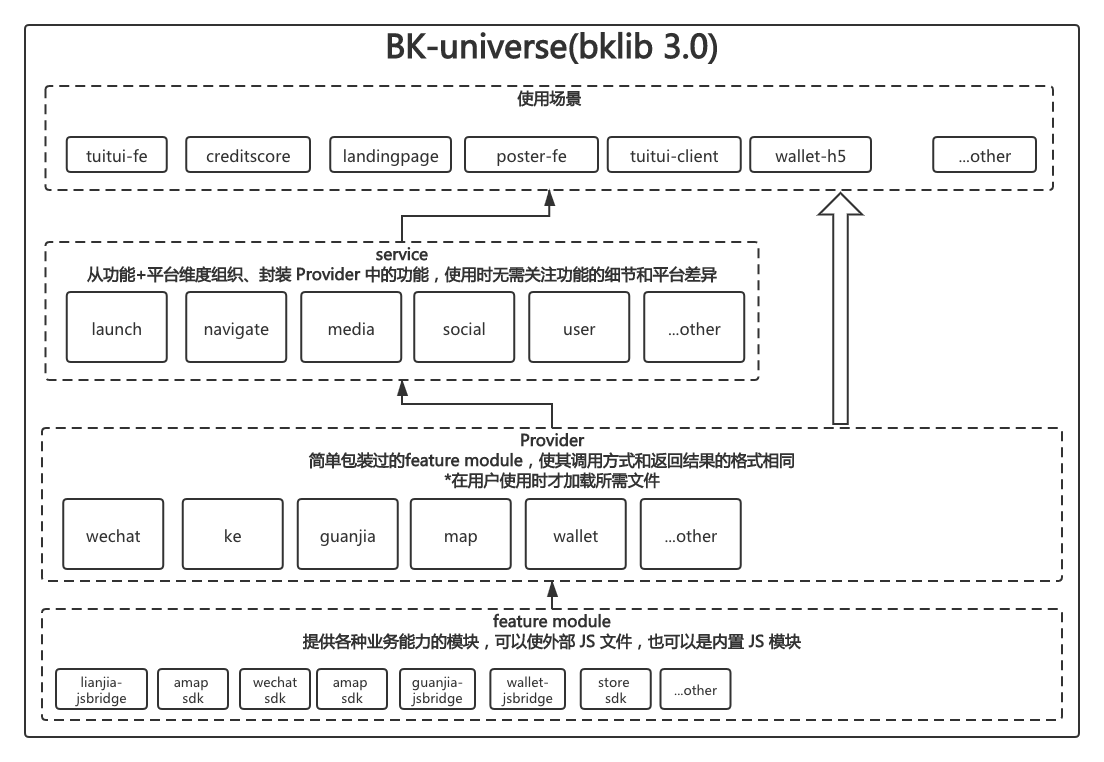 BK-universe(bklib 3.0)
使用场景
tuitui-fe
creditscore
landingpage
poster-fe
tuitui-client
wallet-h5
...other
service
从功能+平台维度组织、封装 Provider 中的功能，使用时无需关注功能的细节和平台差异
launch
navigate
media
social
user
...other
Provider
简单包装过的feature module，使其调用方式和返回结果的格式相同
*在用户使用时才加载所需文件
wechat
ke
guanjia
map
wallet
...other
feature module
提供各种业务能力的模块，可以使外部 JS 文件，也可以是内置 JS 模块
lianjia-
jsbridge
amap
sdk
wechat
sdk
amap
sdk
guanjia-
jsbridge
wallet-
jsbridge
store
sdk
...other